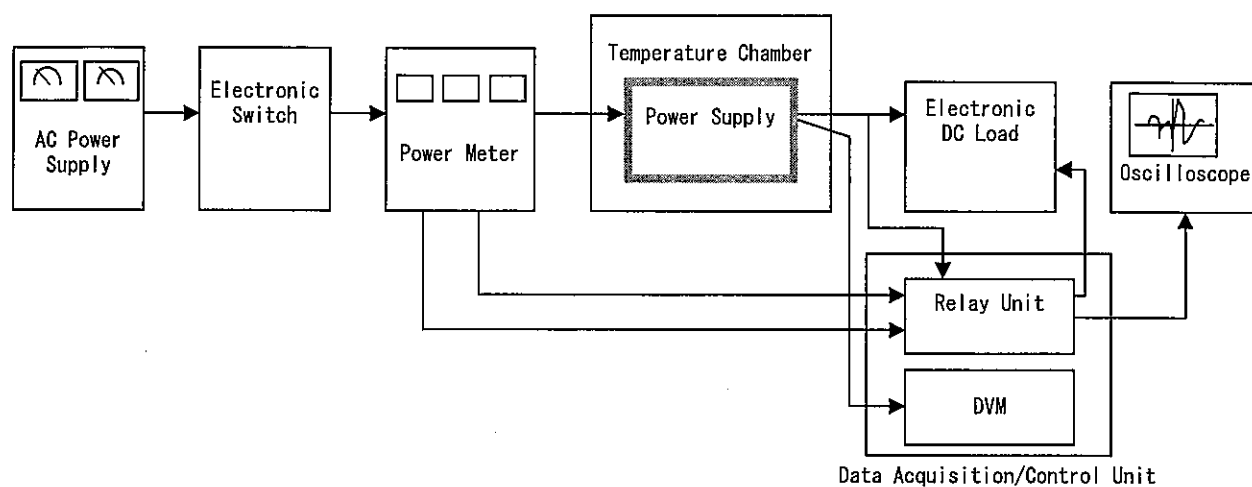 AC Power
Supply
Electronic
Switch
Power Meter
Temperature Chamber
Power Supply
Electronic
DC Load
Oscilloscope
Relay Unit
DVM
Data Acquisition/Control Unit